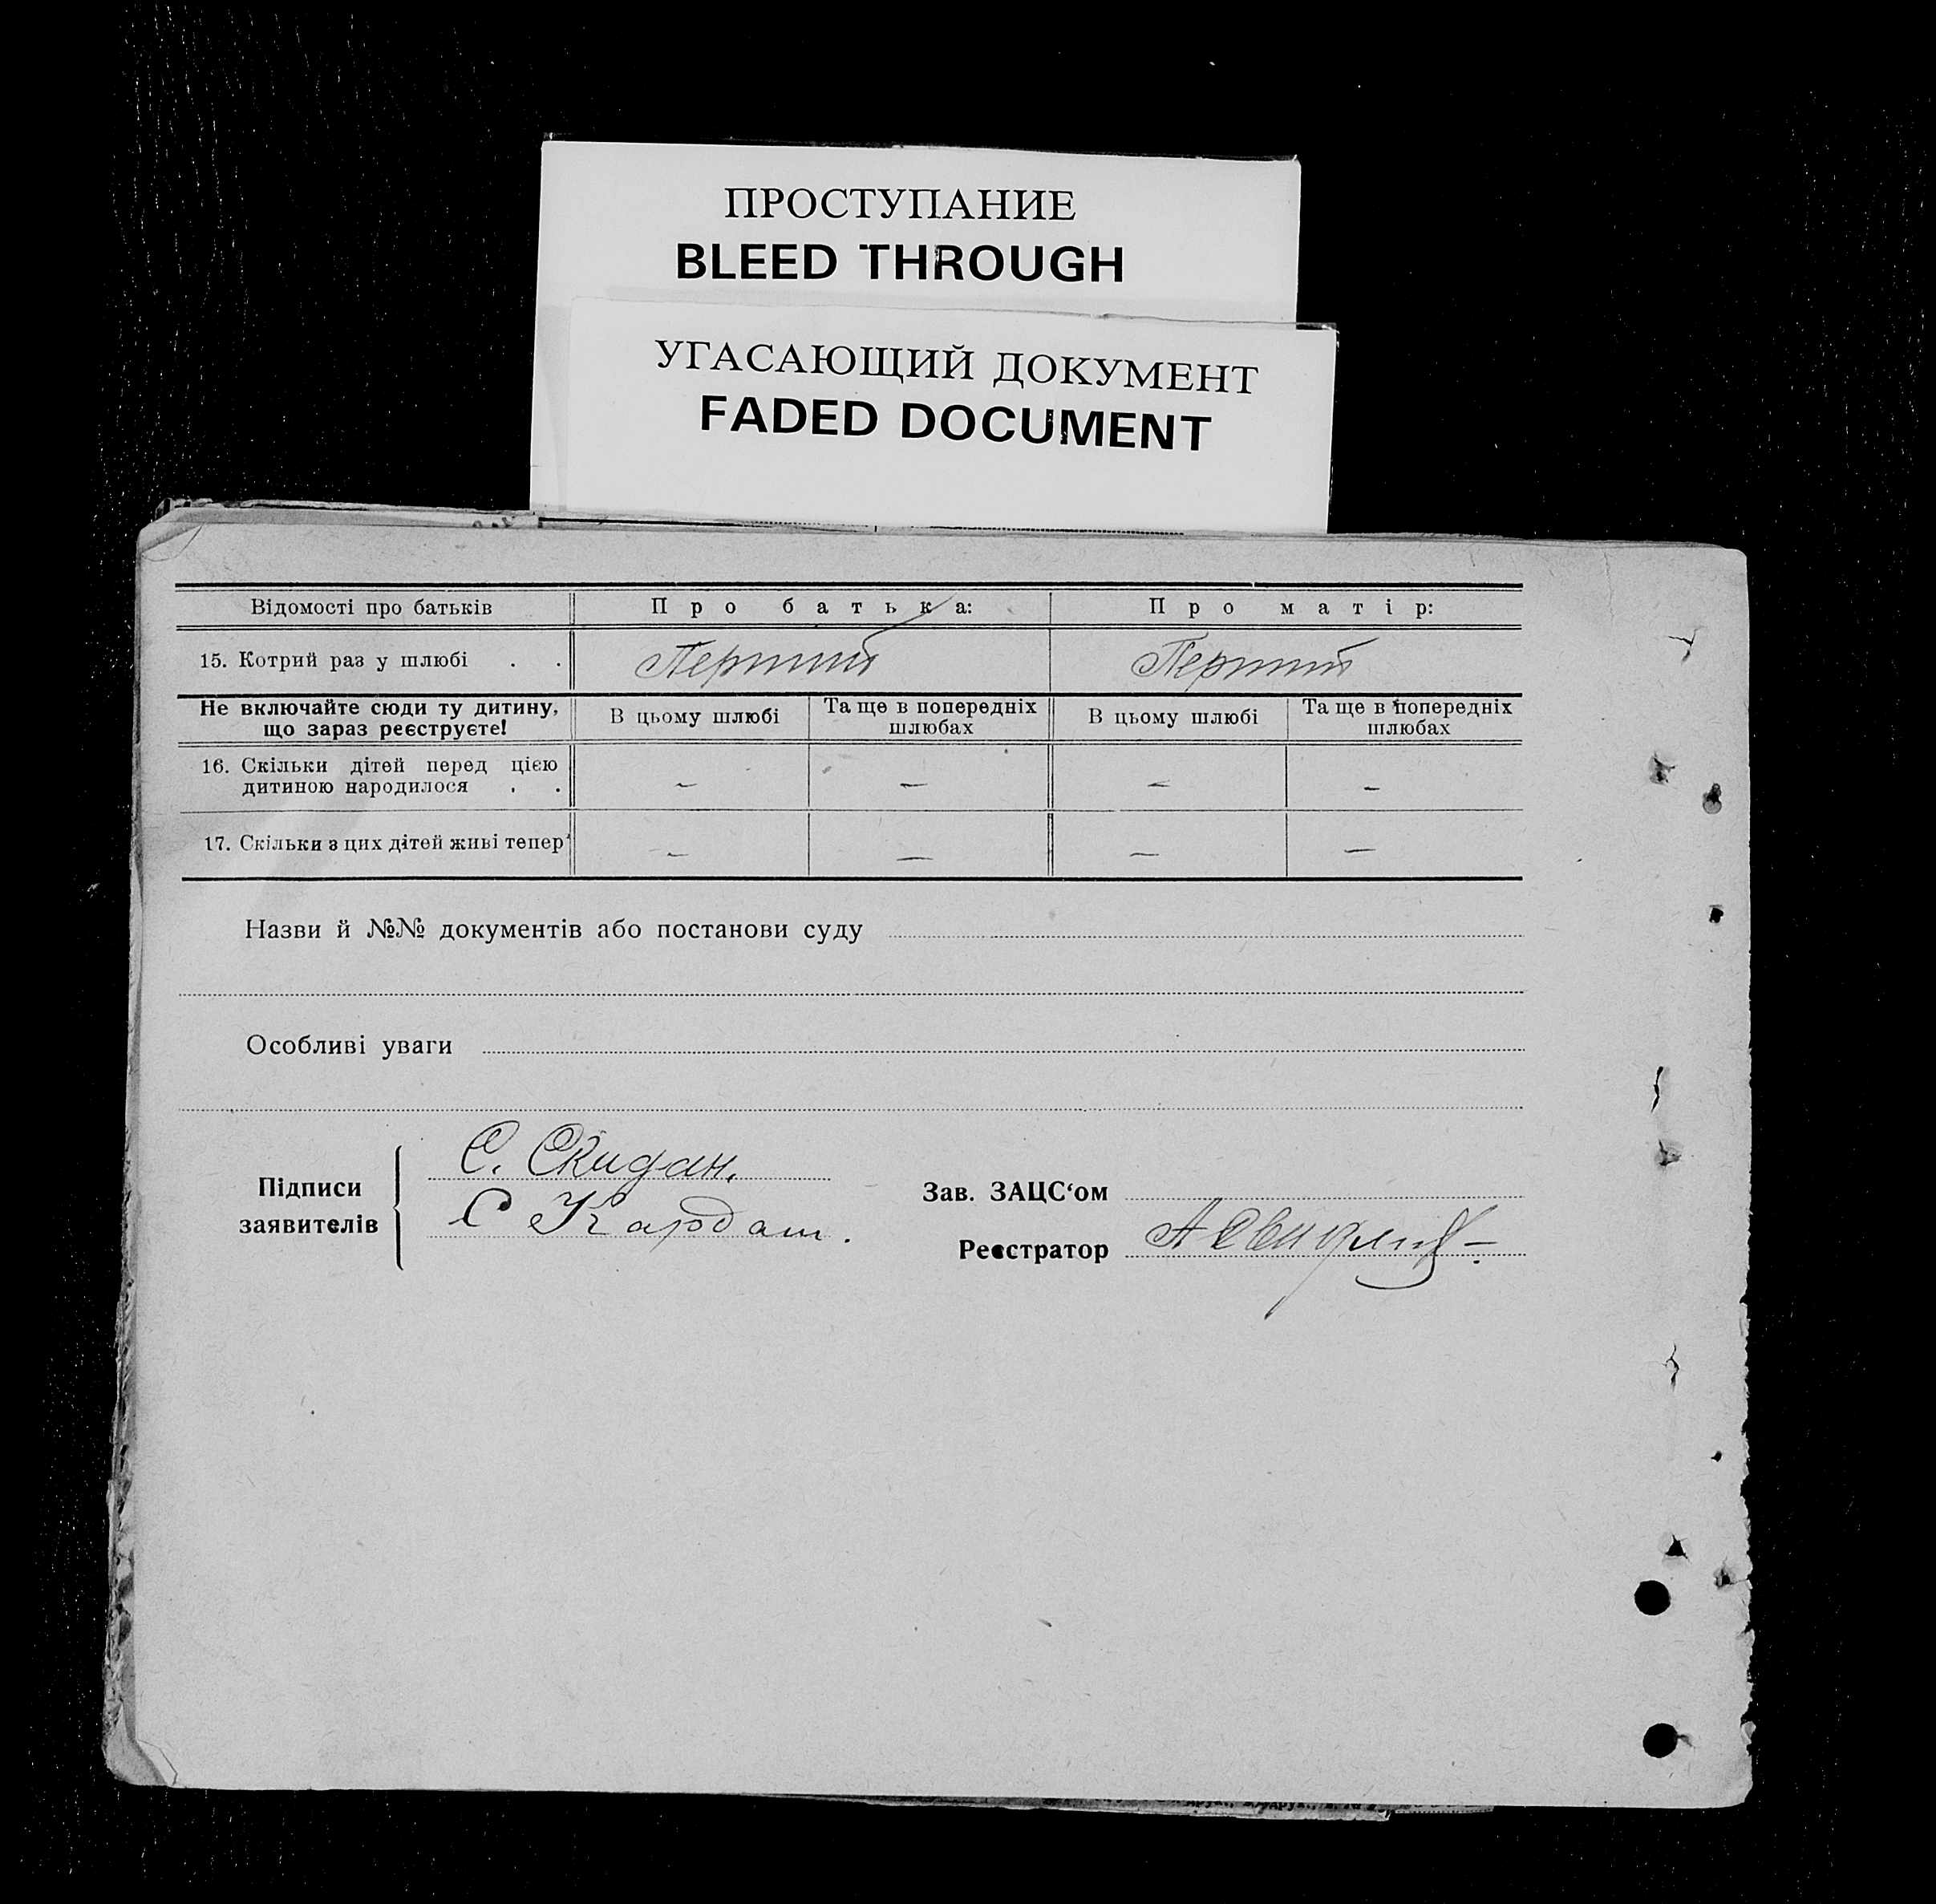 ПРОСТУПАНИЕ
BLEED THROUGH
УГАСАЮЩИЙ ДОКУМЕНТ
FADED DOCUMENT
Відомості про батьків Про батька: Про матір:
15. Котрий раз у шлюбі . . Перший Перший
Не включайте сюди ту дитину, що зараз реєструєте! В цьому шлюбі Та ще в попередніх шлюбах В цьому шлюбі Та ще в попередніх шлюбах
16. Скільки дітей перед цією
дитиною народилося . . — — — —
17. Скільки з цих дітей живі тепер — — — —
Назви й №№ документів або постанови суду
Особливі уваги
Підписи заявителів
С. Скидан.
С Кардаш.
Зав. ЗАЦС‘ом
Реєстратор